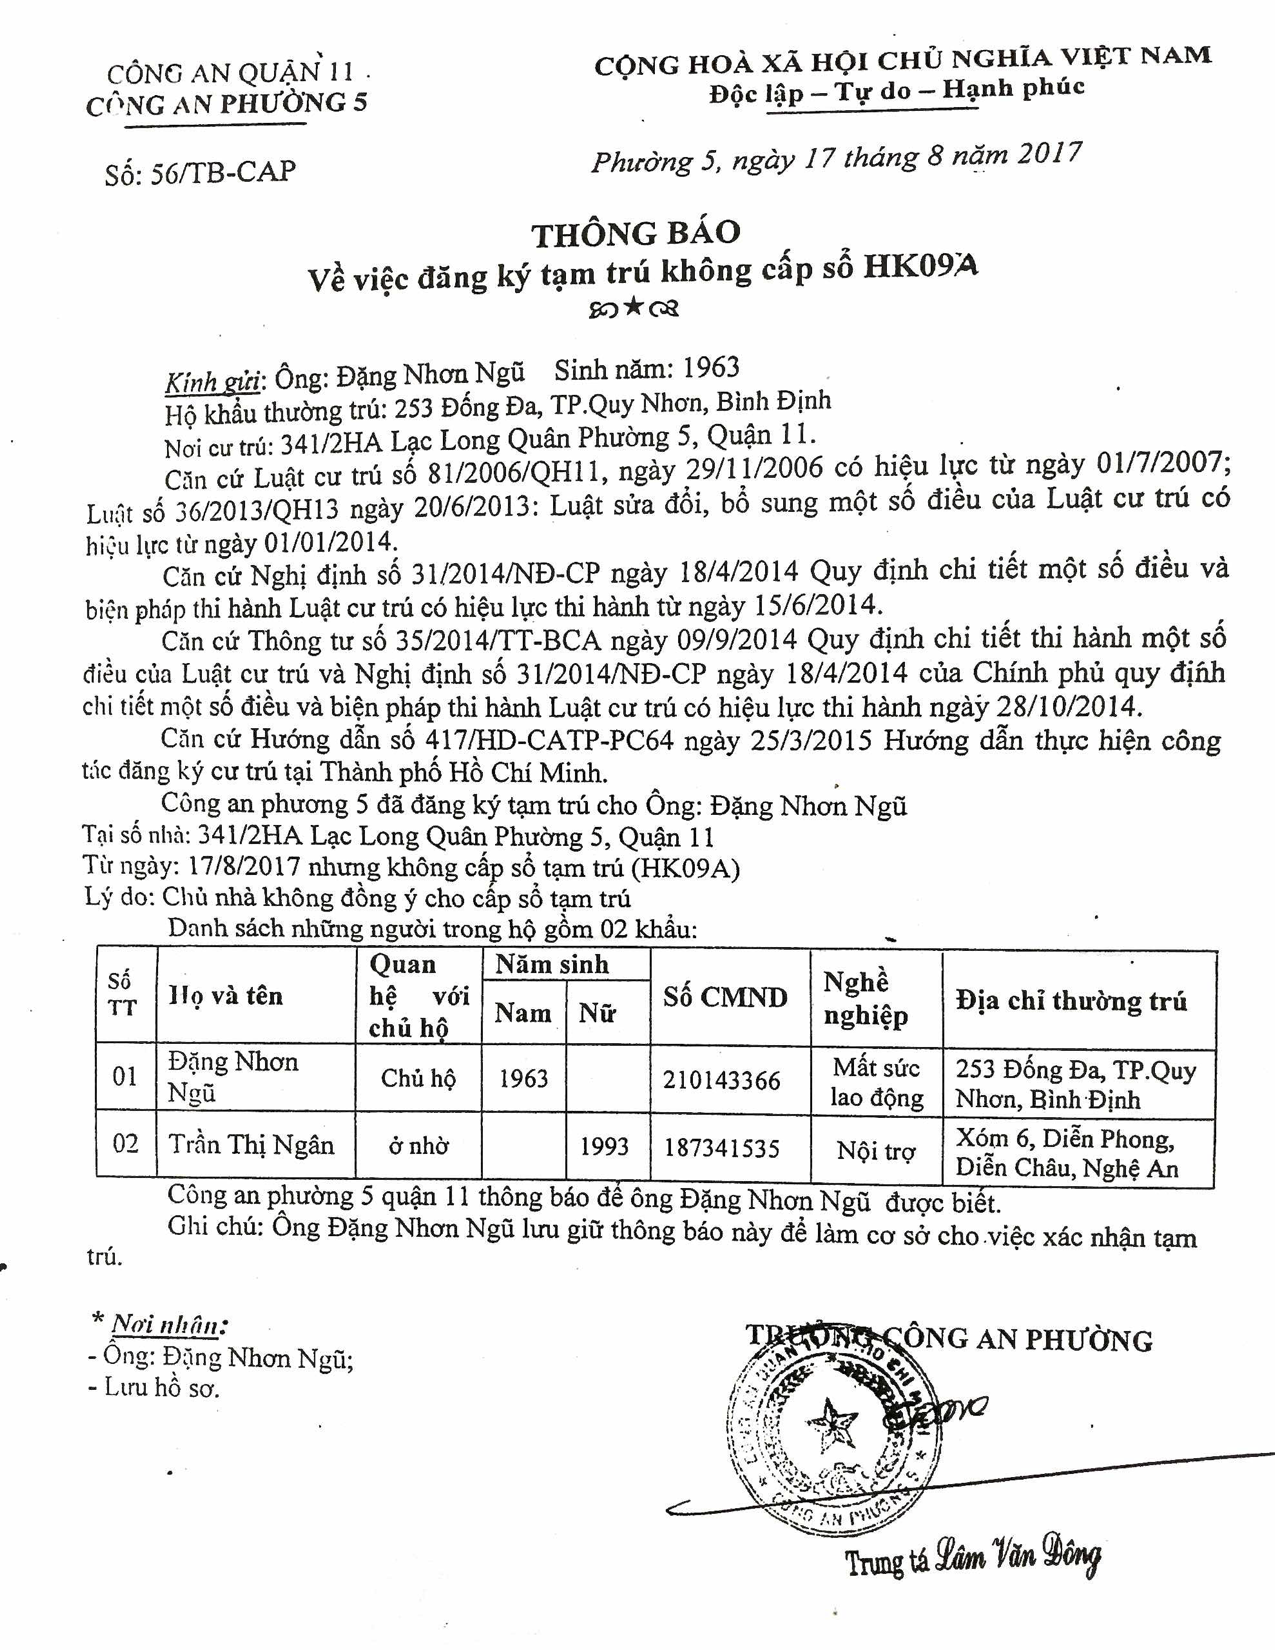 CÔNG AN QUẬN 11
CÔNG AN PHƯỜNG 5
CỘNG HOÀ XÃ HỘI CHỦ NGHĨA VIỆT NAM
Độc lập – Tự do – Hạnh phúc
Số: 56/TB-CAP
Phường 5, ngày 17 tháng 8 năm 2017
THÔNG BÁO
Về việc đăng ký tạm trú không cấp sổ HK09A
Kính gửi: Ông: Đặng Nhơn Ngũ Sinh năm: 1963
Hộ khẩu thường trú: 253 Đống Đa, TP.Quy Nhơn, Bình Định
Nơi cư trú: 341/2HA Lạc Long Quân Phường 5, Quận 11.
Căn cứ Luật cư trú số 81/2006/QH11, ngày 29/11/2006 có hiệu lực từ ngày 01/7/2007;
Luật số 36/2013/QH13 ngày 20/6/2013: Luật sửa đổi, bổ sung một số điều của Luật cư trú có
hiệu lực từ ngày 01/01/2014.
Căn cứ Nghị định số 31/2014/NĐ-CP ngày 18/4/2014 Quy định chi tiết một số điều và
biện pháp thi hành Luật cư trú có hiệu lực thi hành từ ngày 15/6/2014.
Căn cứ Thông tư số 35/2014/TT-BCA ngày 09/9/2014 Quy định chi tiết thi hành một số
điều của Luật cư trú và Nghị định số 31/2014/NĐ-CP ngày 18/4/2014 của Chính phủ quy định
chi tiết một số điều và biện pháp thi hành Luật cư trú có hiệu lực thi hành ngày 28/10/2014.
Căn cứ Hướng dẫn số 417/HD-CATP-PC64 ngày 25/3/2015 Hướng dẫn thực hiện công
tác đăng ký cư trú tại Thành phố Hồ Chí Minh.
Công an phương 5 đã đăng ký tạm trú cho Ông: Đặng Nhơn Ngũ
Tại số nhà: 341/2HA Lạc Long Quân Phường 5, Quận 11
Từ ngày: 17/8/2017 nhưng không cấp sổ tạm trú (HK09A)
Lý do: Chủ nhà không đồng ý cho cấp sổ tạm trú
Danh sách những người trong hộ gồm 02 khẩu:
Số TT Họ và tên Quan hệ với chủ hộ Năm sinh Nam Nữ Số CMND Nghề nghiệp Địa chỉ thường trú
01 Đặng Nhơn Ngũ Chủ hộ 1963 210143366 Mất sức lao động 253 Đống Đa, TP.Quy Nhơn, Bình Định
02 Trần Thị Ngân ở nhờ 1993 187341535 Nội trợ Xóm 6, Diễn Phong, Diễn Châu, Nghệ An
Công an phường 5 quận 11 thông báo để ông Đặng Nhơn Ngũ được biết.
Ghi chú: Ông Đặng Nhơn Ngũ lưu giữ thông báo này để làm cơ sở cho việc xác nhận tạm
trú.
* Nơi nhận:
- Ông: Đặng Nhơn Ngũ;
- Lưu hồ sơ.
TRƯỞNG CÔNG AN PHƯỜNG
CÔNG AN PHƯỜNG 5
Trung tá Lâm Văn Đông